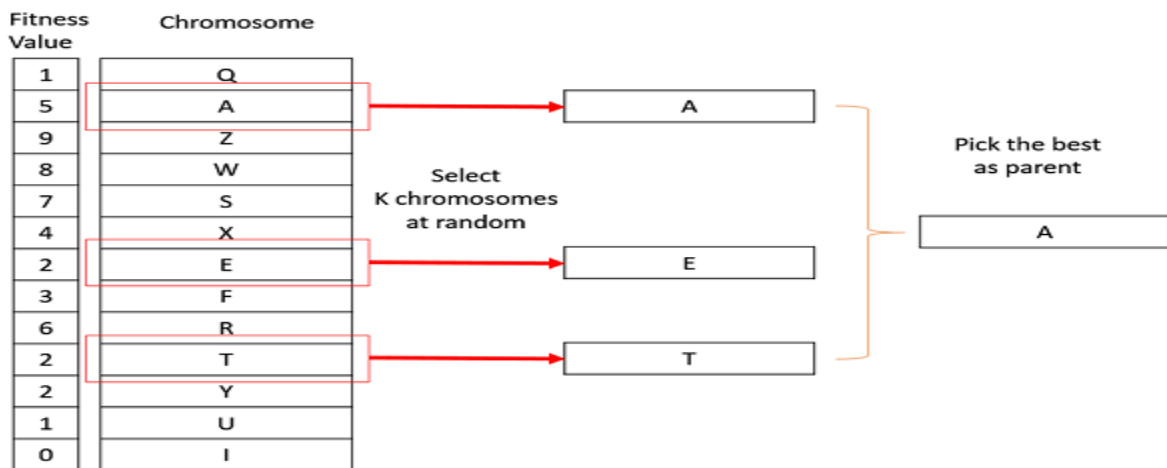 Fitness
Value
Chromosome
1 Q
5 A
9 Z
8 W
7 S
4 X
2 E
3 F
6 R
2 T
2 Y
1 U
0 I
Select
K chromosomes
at random
A
E
T
Pick the best
as parent
A